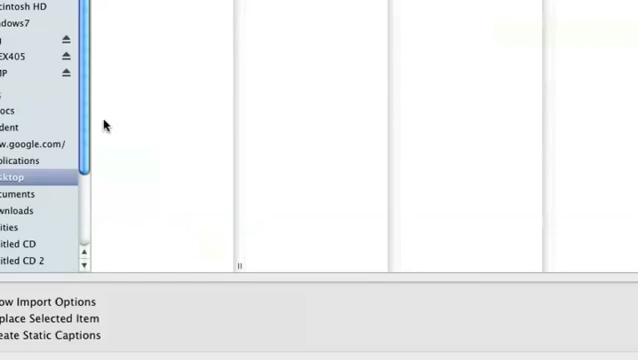 cintosh HD
ndows7
EX405
MP
s
ocs
dent
w.google.com/
plications
sktop
cuments
wnloads
ities
titled CD
titled CD 2
ow Import Options
place Selected Item
eate Static Captions